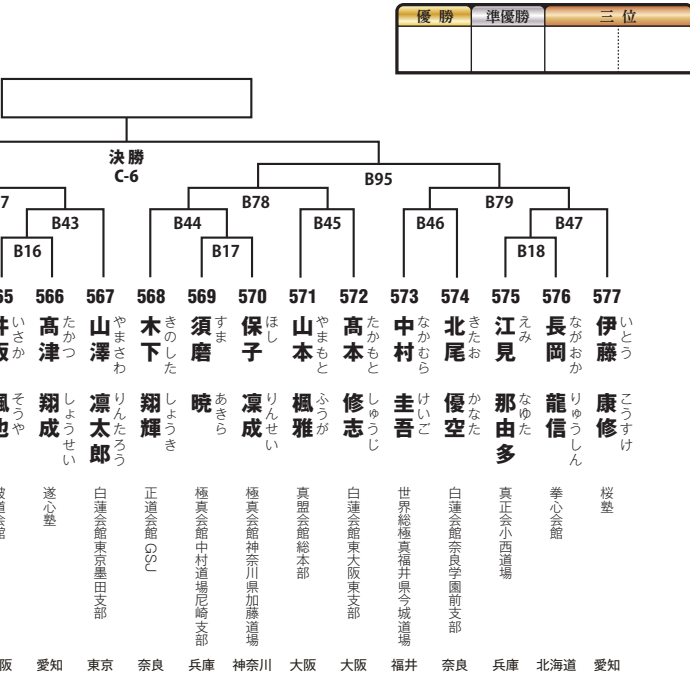 優勝 準優勝 三位
決勝
C-6
B95
7 B78 B79
B43 B44 B45 B46 B47
B16 B17 B18
65 566 567 568 569 570 571 572 573 574 575 576 577
いさか
そうや
阪
髙津 翔成
たかつ しょうせい
遂心塾
愛知
山澤 凛太郎
やまさわ りんたろう
白蓮会館東京墨田支部
東京
木下 翔輝
きのした しょうき
正道会館 GSJ
奈良
須磨 暁
すま あきら
極真会館中村道場尼崎支部
兵庫
保子 凜成
ほし りんせい
極真会館神奈川県加藤道場
神奈川
山本 楓雅
やまもと ふうが
真盟会館総本部
大阪
髙本 修志
たかもと しゅうじ
白蓮会館東大阪東支部
大阪
中村 圭吾
なかむら けいご
世界総極真福井県今城道場
福井
北尾 優空
きたお かなた
白蓮会館奈良学園前支部
奈良
江見 那由多
えみ なゆた
真正会小西道場
兵庫
長岡 龍信
ながおか りゅうしん
拳心会館
北海道
伊藤 康修
いとう こうすけ
桜塾
愛知